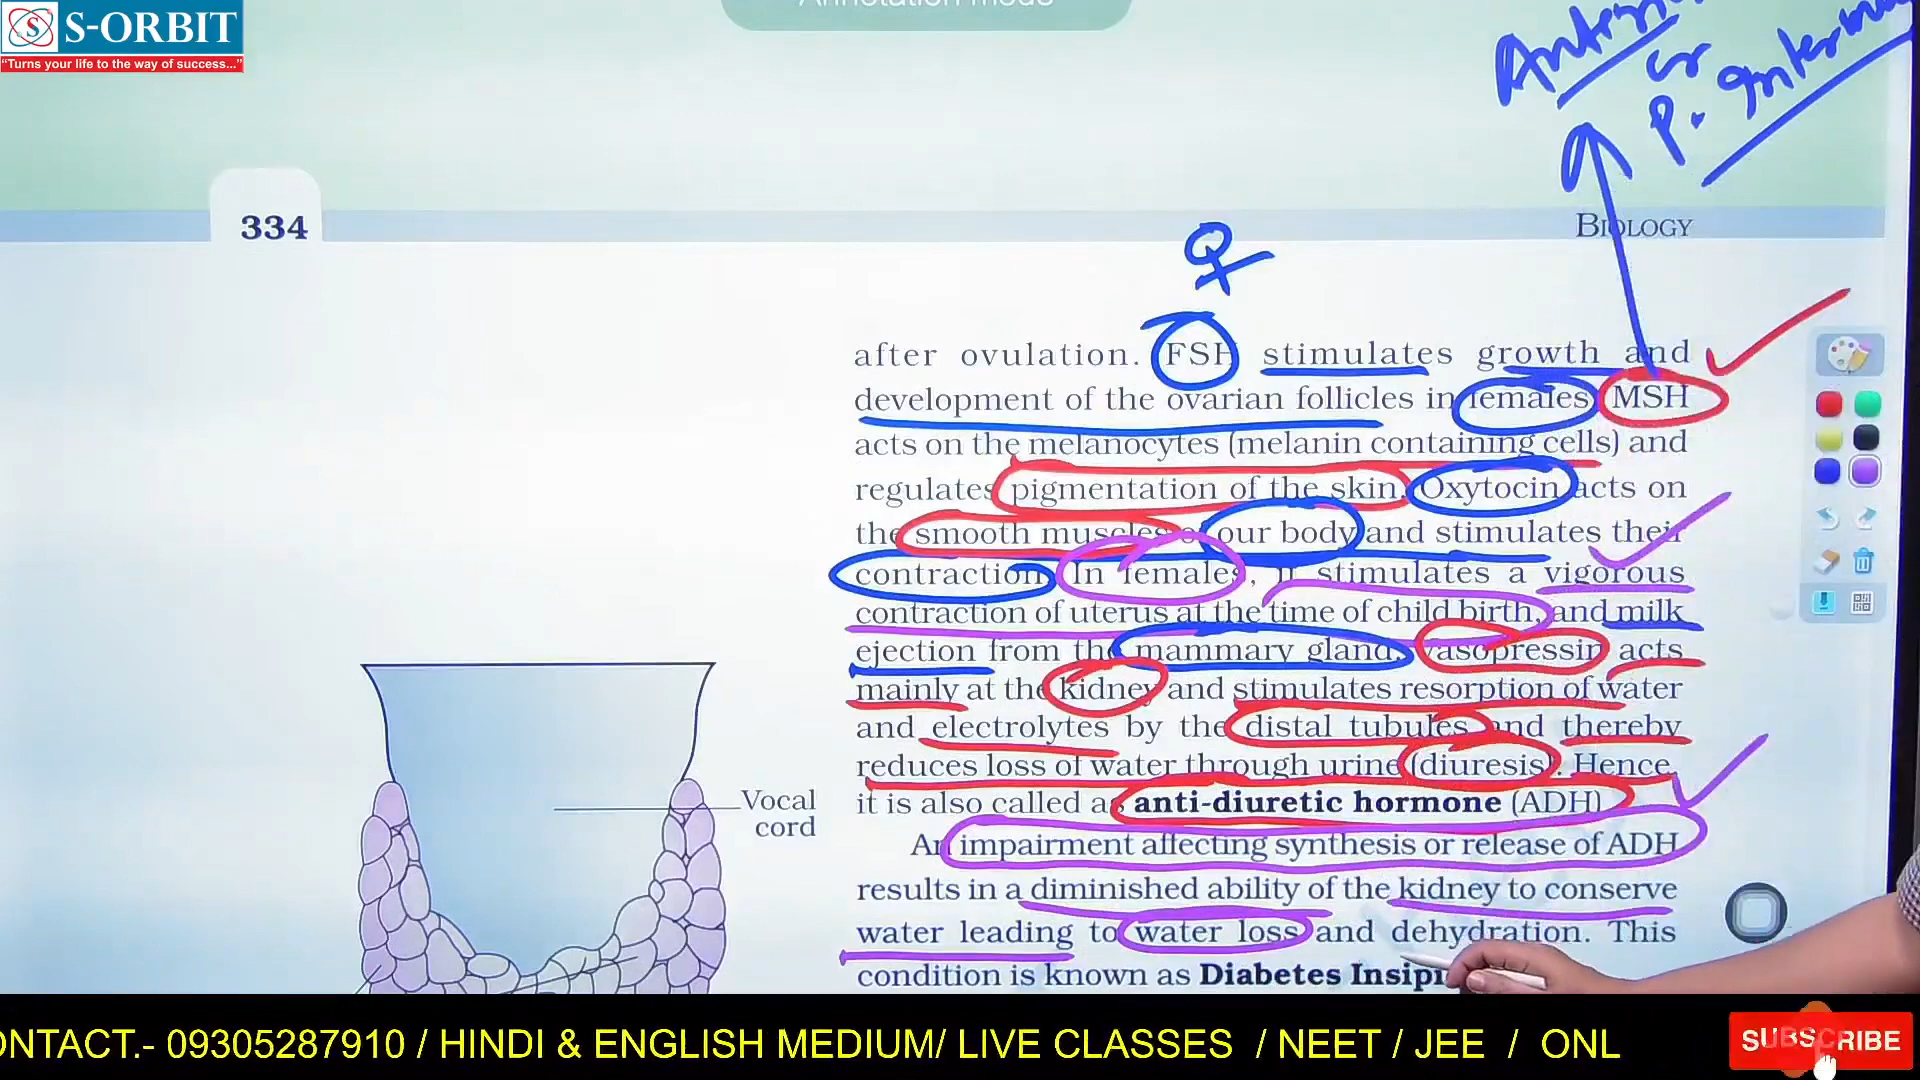 Annotation mode
S-ORBIT
"Turns your life to the way of success..."
or
P.
334
BIOLOGY
♀
after ovulation. FSH stimulates growth and
development of the ovarian follicles in females. MSH
acts on the melanocytes (melanin containing cells) and
regulates pigmentation of the skin. Oxytocin acts on
the smooth muscles of our body and stimulates their
contraction. In females, it stimulates a vigorous
contraction of uterus at the time of child birth, and milk
ejection from the mammary gland. Vasopressin acts
mainly at the kidney and stimulates resorption of water
and electrolytes by the distal tubules and thereby
reduces loss of water through urine (diuresis). Hence,
it is also called as anti-diuretic hormone (ADH)
An impairment affecting synthesis or release of ADH
results in a diminished ability of the kidney to conserve
water leading to water loss and dehydration. This
condition is known as Diabetes Insipi
Vocal
cord
ONTACT.- 09305287910 / HINDI & ENGLISH MEDIUM/ LIVE CLASSES / NEET / JEE / ONL
SUBSCRIBE